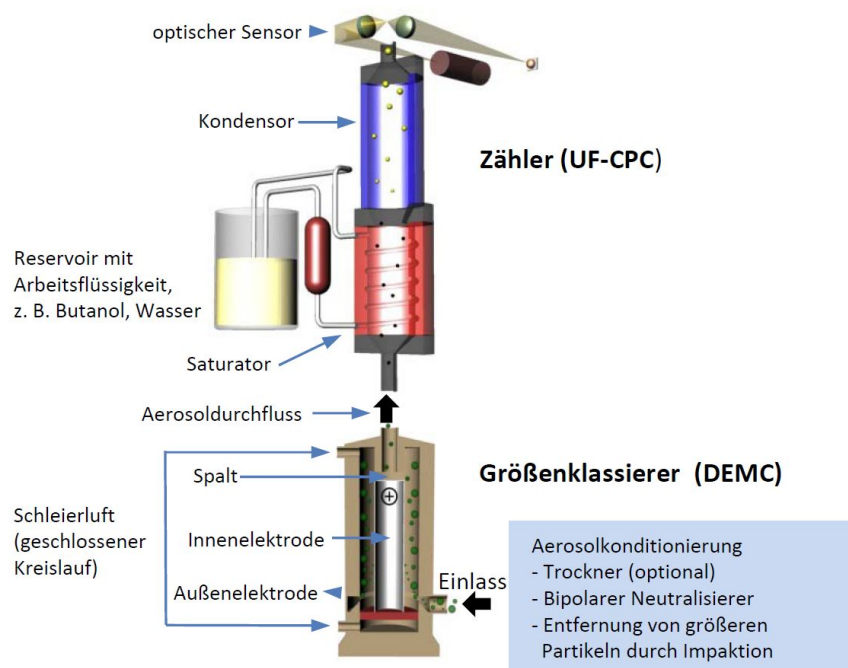 optischer Sensor
Kondensor
Zähler (UF-CPC)
Reservoir mit
Arbeitsflüssigkeit,
z. B. Butanol, Wasser
Saturator
Aerosoldurchfluss
Größenklassierer (DEMC)
Spalt
Schleierluft
(geschlossener
Kreislauf)
Innenelektrode
Außenelektrode
Einlass
Aerosolkonditionierung
- Trockner (optional)
- Bipolarer Neutralisierer
- Entfernung von größeren
Partikeln durch Impaktion